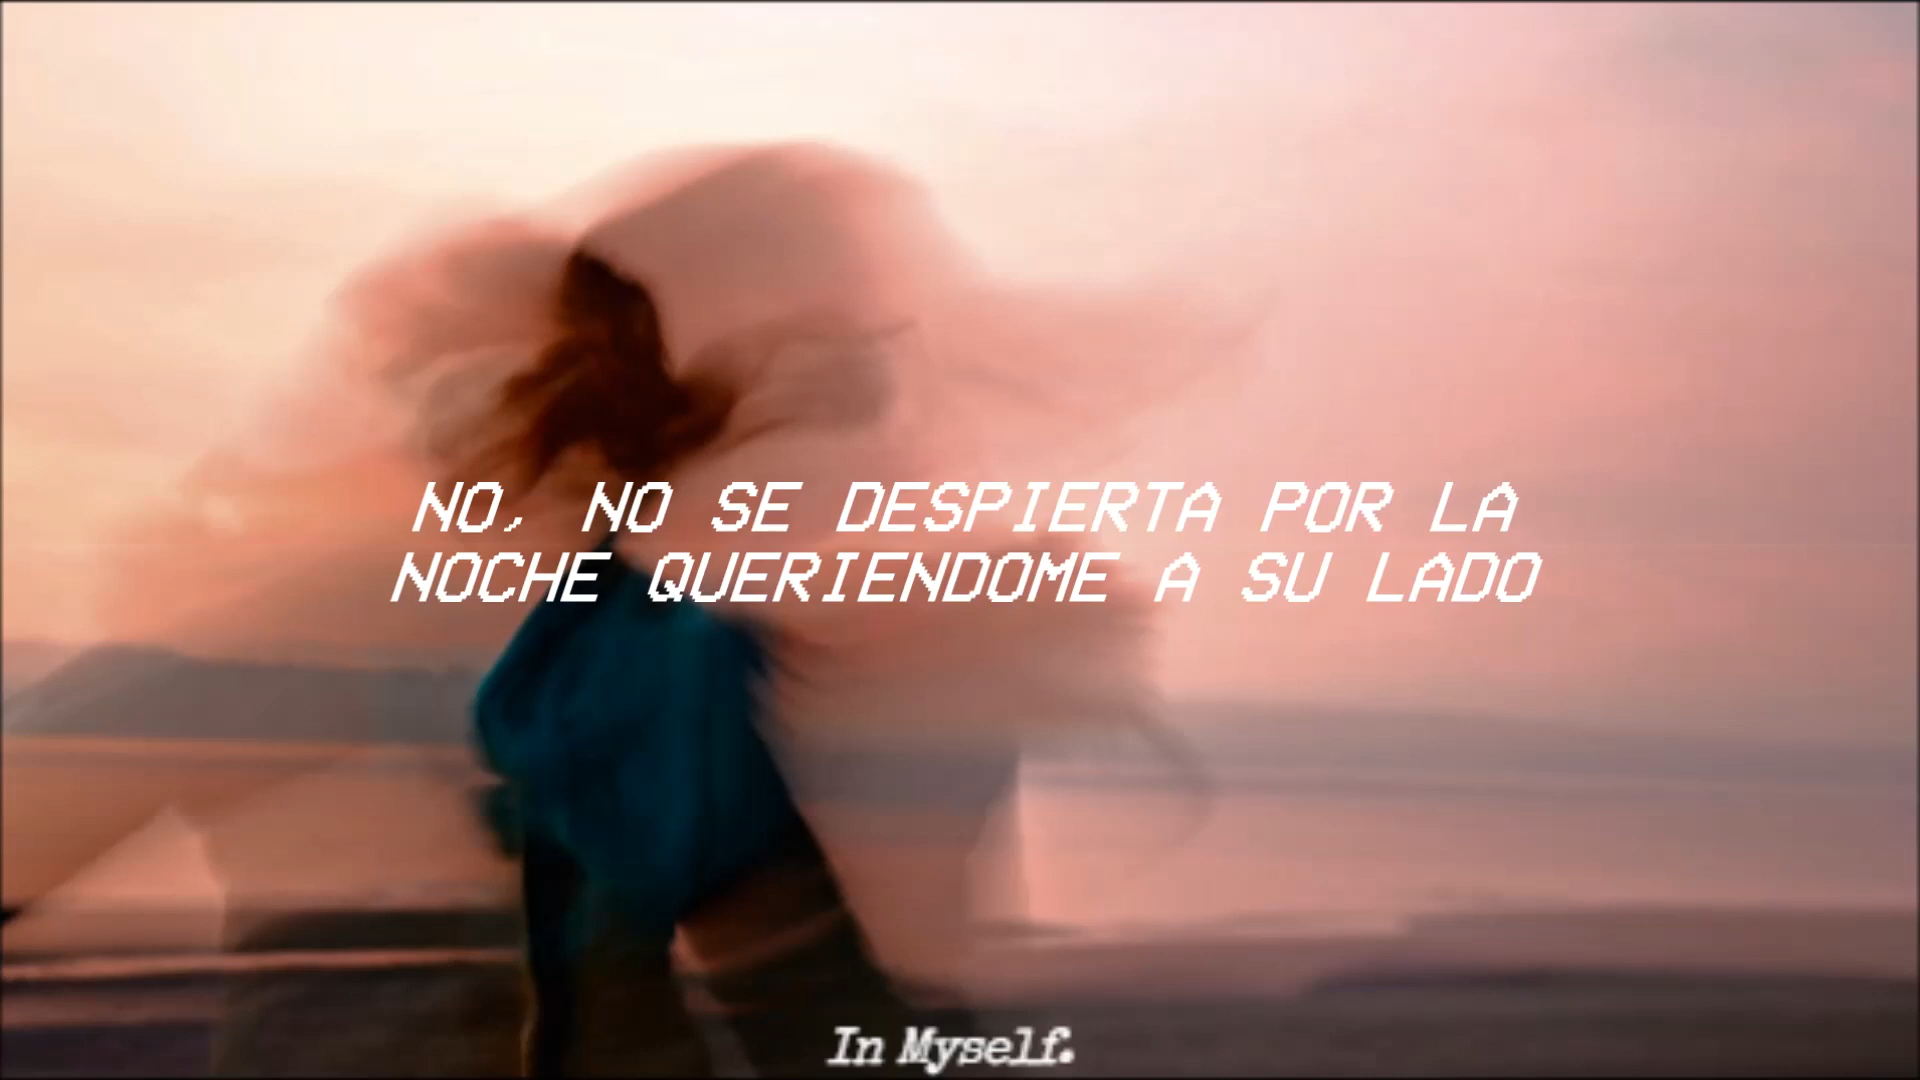 NO, NO SE DESPIERTA POR LA
NOCHE QUERIENDOME A SU LADO
In Myself.